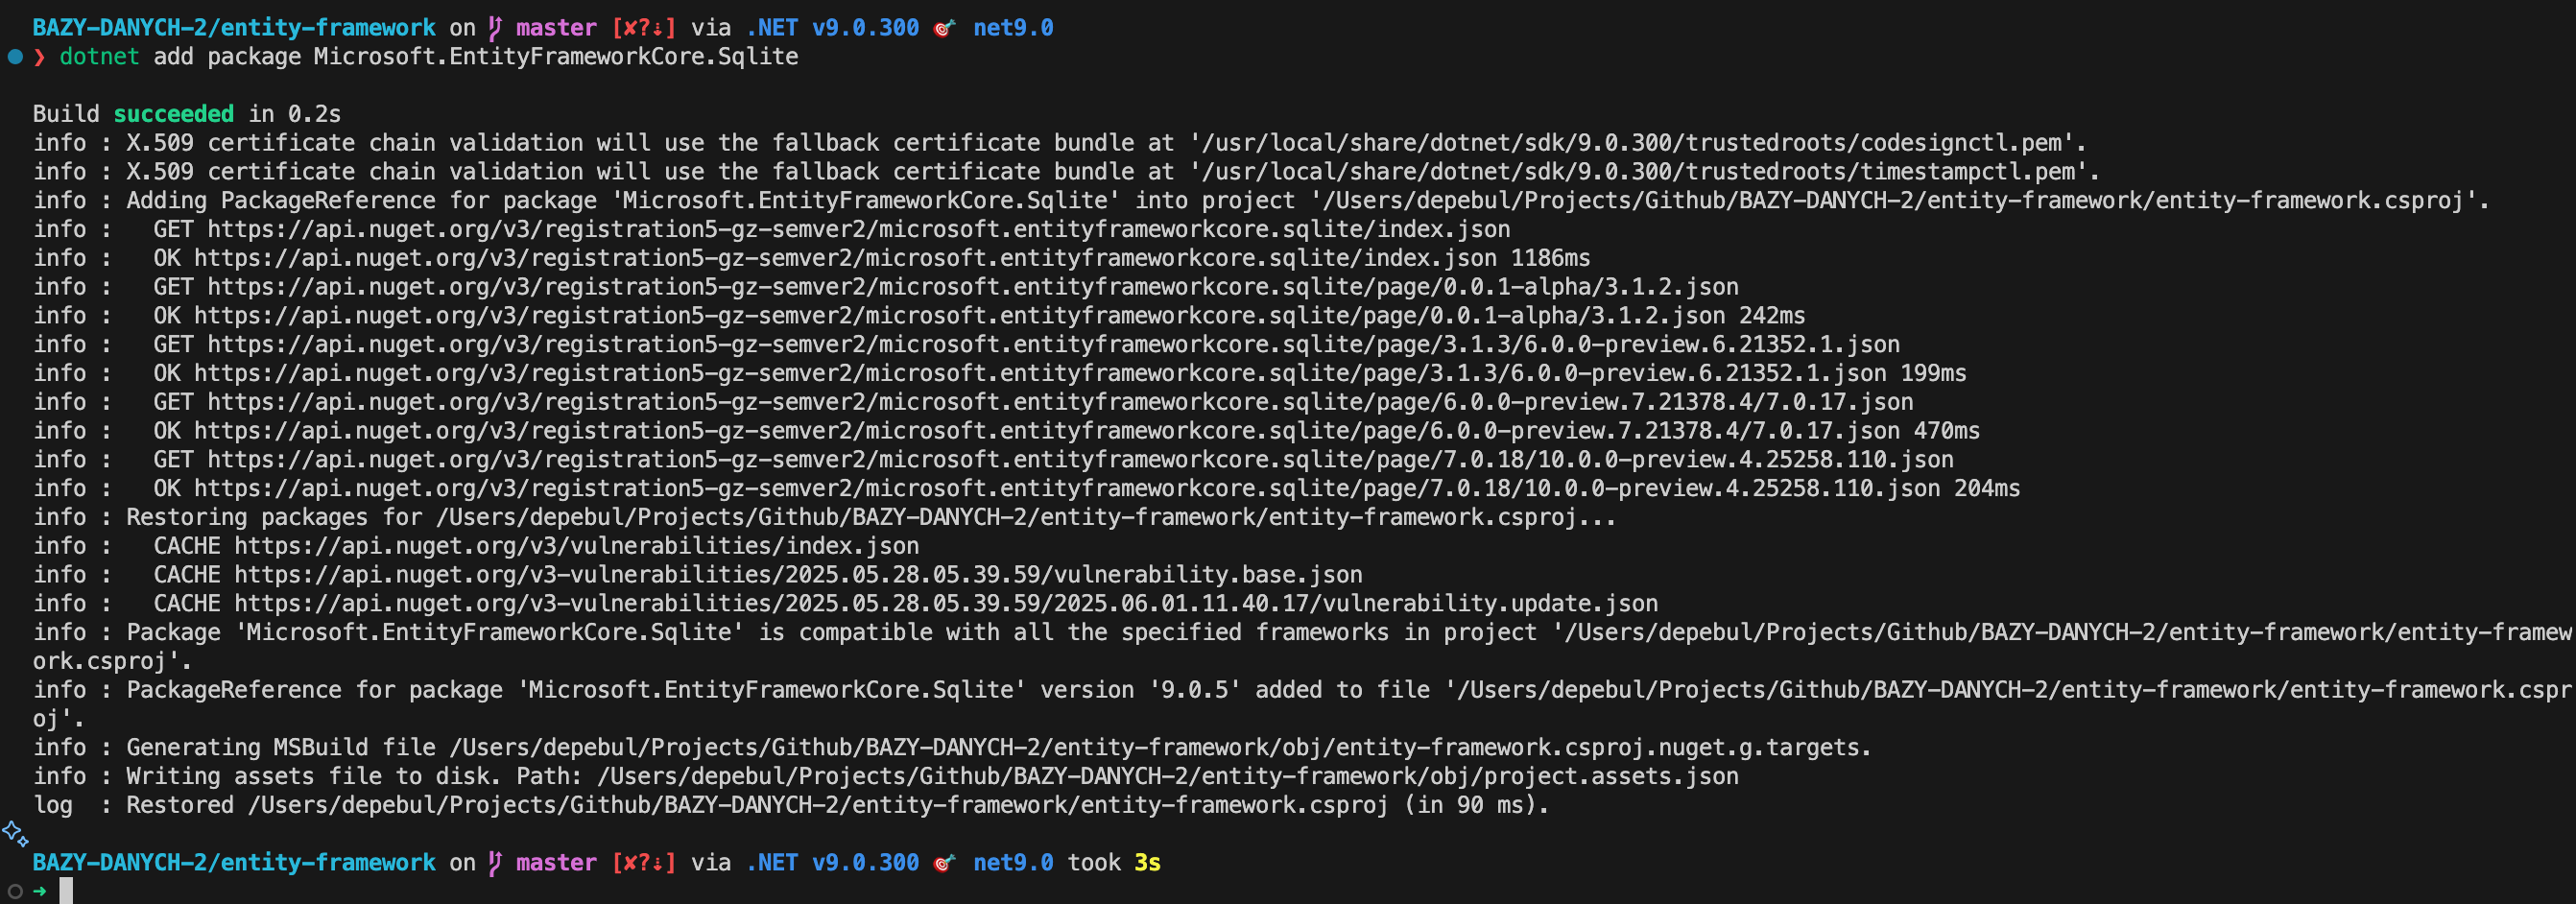 BAZY-DANYCH-2/entity-framework on master [✘?⇣] via .NET v9.0.300 🎯 net9.0
❯ dotnet add package Microsoft.EntityFrameworkCore.Sqlite
Build succeeded in 0.2s
info : X.509 certificate chain validation will use the fallback certificate bundle at '/usr/local/share/dotnet/sdk/9.0.300/trustedroots/codesignctl.pem'.
info : X.509 certificate chain validation will use the fallback certificate bundle at '/usr/local/share/dotnet/sdk/9.0.300/trustedroots/timestampctl.pem'.
info : Adding PackageReference for package 'Microsoft.EntityFrameworkCore.Sqlite' into project '/Users/depebul/Projects/Github/BAZY-DANYCH-2/entity-framework/entity-framework.csproj'.
info :   GET https://api.nuget.org/v3/registration5-gz-semver2/microsoft.entityframeworkcore.sqlite/index.json
info :   OK https://api.nuget.org/v3/registration5-gz-semver2/microsoft.entityframeworkcore.sqlite/index.json 1186ms
info :   GET https://api.nuget.org/v3/registration5-gz-semver2/microsoft.entityframeworkcore.sqlite/page/0.0.1-alpha/3.1.2.json
info :   OK https://api.nuget.org/v3/registration5-gz-semver2/microsoft.entityframeworkcore.sqlite/page/0.0.1-alpha/3.1.2.json 242ms
info :   GET https://api.nuget.org/v3/registration5-gz-semver2/microsoft.entityframeworkcore.sqlite/page/3.1.3/6.0.0-preview.6.21352.1.json
info :   OK https://api.nuget.org/v3/registration5-gz-semver2/microsoft.entityframeworkcore.sqlite/page/3.1.3/6.0.0-preview.6.21352.1.json 199ms
info :   GET https://api.nuget.org/v3/registration5-gz-semver2/microsoft.entityframeworkcore.sqlite/page/6.0.0-preview.7.21378.4/7.0.17.json
info :   OK https://api.nuget.org/v3/registration5-gz-semver2/microsoft.entityframeworkcore.sqlite/page/6.0.0-preview.7.21378.4/7.0.17.json 470ms
info :   GET https://api.nuget.org/v3/registration5-gz-semver2/microsoft.entityframeworkcore.sqlite/page/7.0.18/10.0.0-preview.4.25258.110.json
info :   OK https://api.nuget.org/v3/registration5-gz-semver2/microsoft.entityframeworkcore.sqlite/page/7.0.18/10.0.0-preview.4.25258.110.json 204ms
info : Restoring packages for /Users/depebul/Projects/Github/BAZY-DANYCH-2/entity-framework/entity-framework.csproj...
info :   CACHE https://api.nuget.org/v3/vulnerabilities/index.json
info :   CACHE https://api.nuget.org/v3-vulnerabilities/2025.05.28.05.39.59/vulnerability.base.json
info :   CACHE https://api.nuget.org/v3-vulnerabilities/2025.05.28.05.39.59/2025.06.01.11.40.17/vulnerability.update.json
info : Package 'Microsoft.EntityFrameworkCore.Sqlite' is compatible with all the specified frameworks in project '/Users/depebul/Projects/Github/BAZY-DANYCH-2/entity-framework/entity-framew
ork.csproj'.
info : PackageReference for package 'Microsoft.EntityFrameworkCore.Sqlite' version '9.0.5' added to file '/Users/depebul/Projects/Github/BAZY-DANYCH-2/entity-framework/entity-framework.cspr
oj'.
info : Generating MSBuild file /Users/depebul/Projects/Github/BAZY-DANYCH-2/entity-framework/obj/entity-framework.csproj.nuget.g.targets.
info : Writing assets file to disk. Path: /Users/depebul/Projects/Github/BAZY-DANYCH-2/entity-framework/obj/project.assets.json
log  : Restored /Users/depebul/Projects/Github/BAZY-DANYCH-2/entity-framework/entity-framework.csproj (in 90 ms).
BAZY-DANYCH-2/entity-framework on master [✘?⇣] via .NET v9.0.300 🎯 net9.0 took 3s
➜